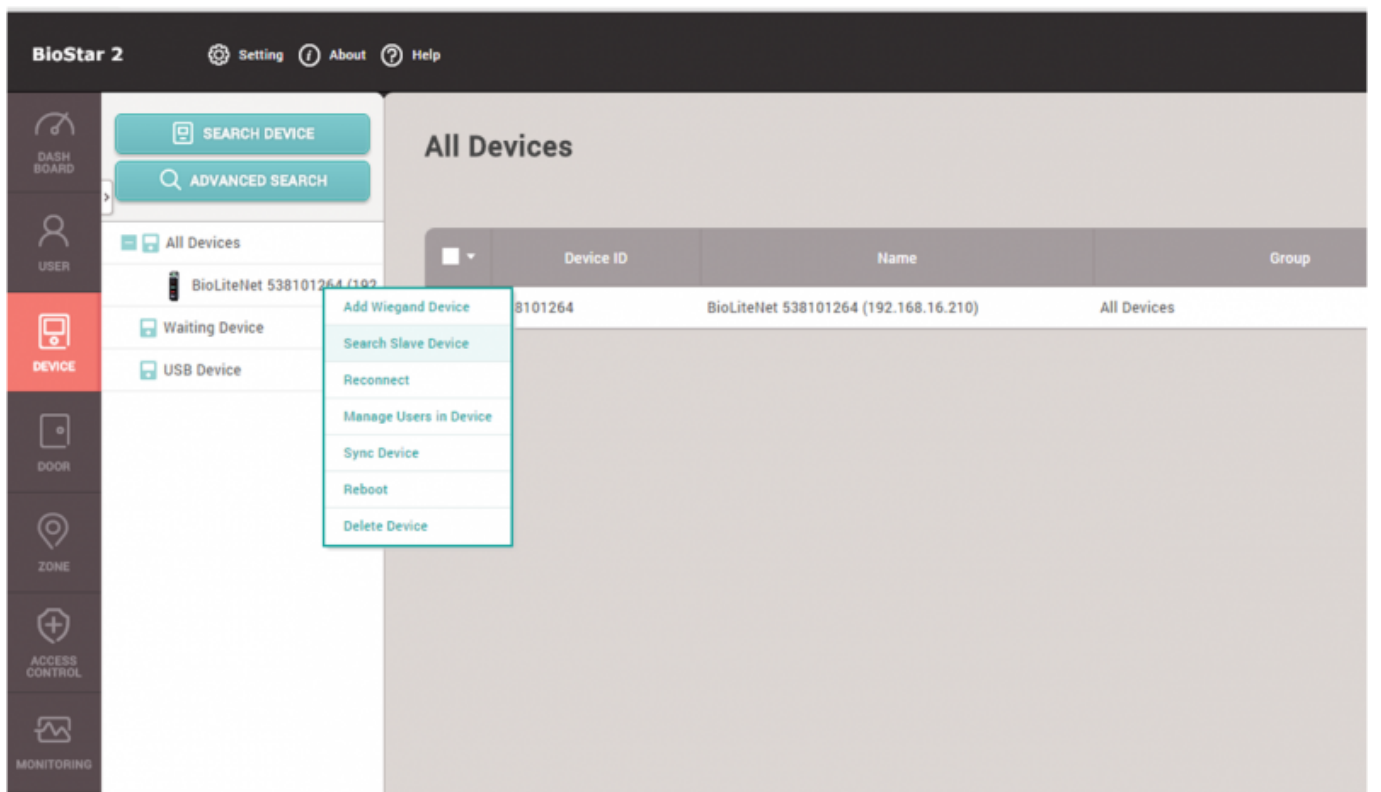 BioStar 2
Setting
About
Help
DASH
BOARD
USER
DEVICE
DOOR
ZONE
ACCESS
CONTROL
MONITORING
SEARCH DEVICE
ADVANCED SEARCH
All Devices
BioLiteNet 538101264 (192
Waiting Device
USB Device
Add Wiegand Device
Search Slave Device
Reconnect
Manage Users in Device
Sync Device
Reboot
Delete Device
All Devices
Device ID
Name
Group
8101264
BioLiteNet 538101264 (192.168.16.210)
All Devices